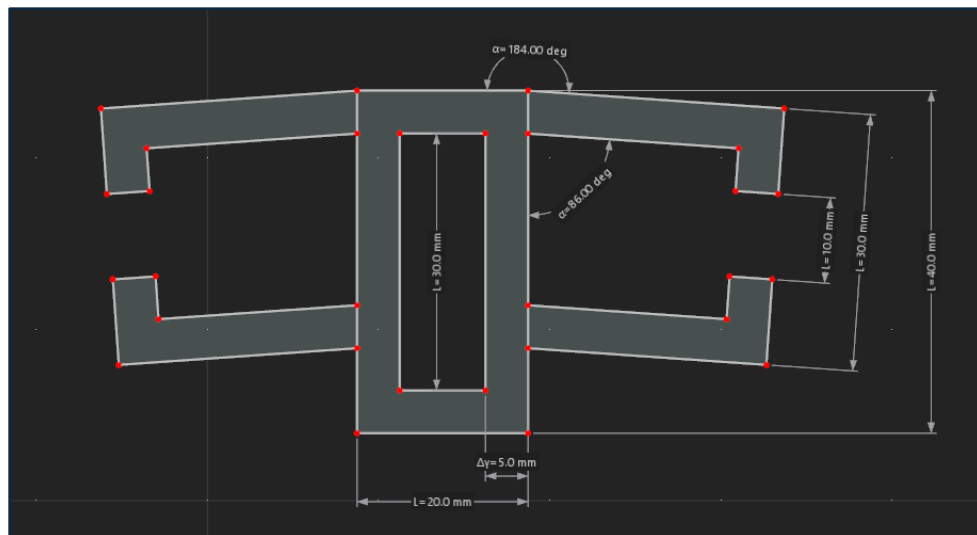 α= 184.00 deg
α=86.00 deg
L=30.0 mm
L=10.0 mm
L=30.0 mm
L=40.0 mm
Δy=5.0 mm
L=20.0 mm